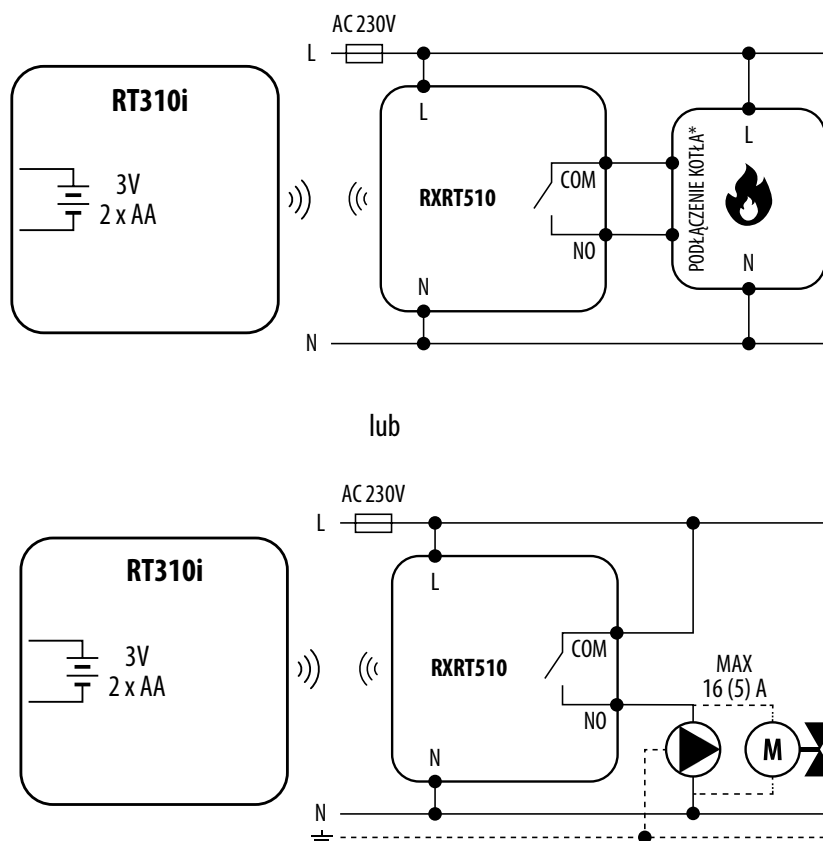 AC 230V
L
RT310i
3V
2 x AA
L
RXRT510
COM
NO
N
PODŁĄCZENIE KOTŁA*
L
N
N
lub
AC 230V
L
RT310i
3V
2 x AA
L
RXRT510
COM
NO
N
MAX
16 (5) A
M
N